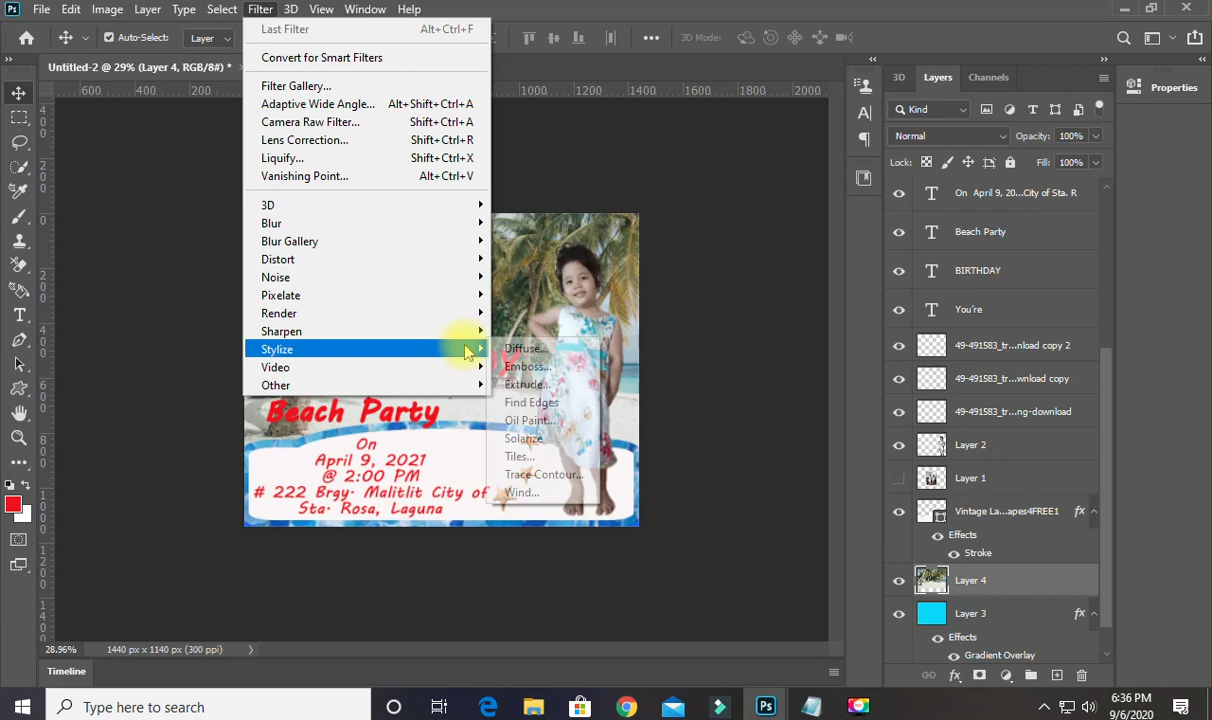 Ps File Edit Image Layer Type Select Filter 3D View Window Help
Auto-Select: Layer 3D Mode:
Untitled-2 @ 29% (Layer 4, RGB/8#) *
600 200 1000 1200 1400 1600 1800 2000
Last Filter Alt+Ctrl+F
Convert for Smart Filters
Filter Gallery...
Adaptive Wide Angle... Alt+Shift+Ctrl+A
Camera Raw Filter... Shift+Ctrl+A
Lens Correction... Shift+Ctrl+R
Liquify... Shift+Ctrl+X
Vanishing Point... Alt+Ctrl+V
3D
Blur
Blur Gallery
Distort
Noise
Pixelate
Render
Sharpen
Stylize
Video
Other
Diffuse...
Emboss...
Extrude...
Find Edges
Oil Paint...
Solarize
Tiles...
Trace Contour...
Wind...
Beach Party
On
April 9, 2021
@ 2:00 PM
# 222 Brgy. Malitlit City of
Sta. Rosa, Laguna
3D Layers Channels
Properties
Kind
Normal Opacity: 100%
Lock: Fill: 100%
On April 9, 20...City of Sta. R
Beach Party
BIRTHDAY
You're
49-491583_tr...nload copy 2
49-491583_tr...wnload copy
49-491583_tr...ng-download
Layer 2
Layer 1
Vintage La...apes4FREE1 fx
Effects
Stroke
Layer 4
Layer 3 fx
Effects
Gradient Overlay
28.96% 1440 px x 1140 px (300 ppi)
Timeline
Type here to search
6:36 PM
9/6/2020